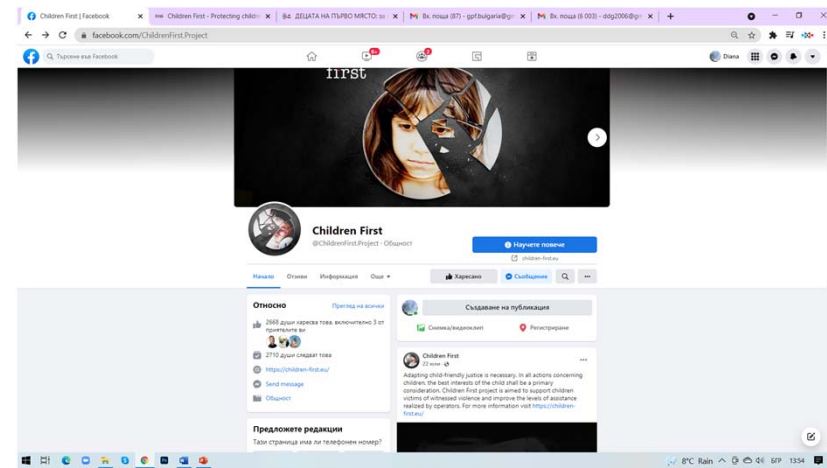 Children First | Facebook
Children First - Protecting childr
ДЕЦАТА НА ПЪРВО МЯСТО: за
Вх. поща (87) - gpf.bulgaria@gm
Вх. поща (6 003) - ddg2006@gm
facebook.com/ChildrenFirst.Project
Търсене във Facebook
9+
2
Diana
first
Children First
@ChildrenFirst.Project · Общност
Научете повече
children-first.eu
Начало Отзиви Информация Още
Харесано
Съобщение
Относно
Преглед на всички
2668 души харесва това, включително 3 от
приятелите ви
2710 души следват това
https://children-first.eu/
Send message
Общност
Предложете редакции
Тази страница има ли телефонен номер?
Създаване на публикация
Снимка/видеоклип
Регистриране
Children First
22 юни
Adapting child-friendly justice is necessary. In all actions concerning
children, the best interests of the child shall be a primary
consideration. Children First project is aimed to support children
victims of witnessed violence and improve the levels of assistance
realized by operators. For more information visit https://children-
first.eu/
8°C Rain
БГР
13:54